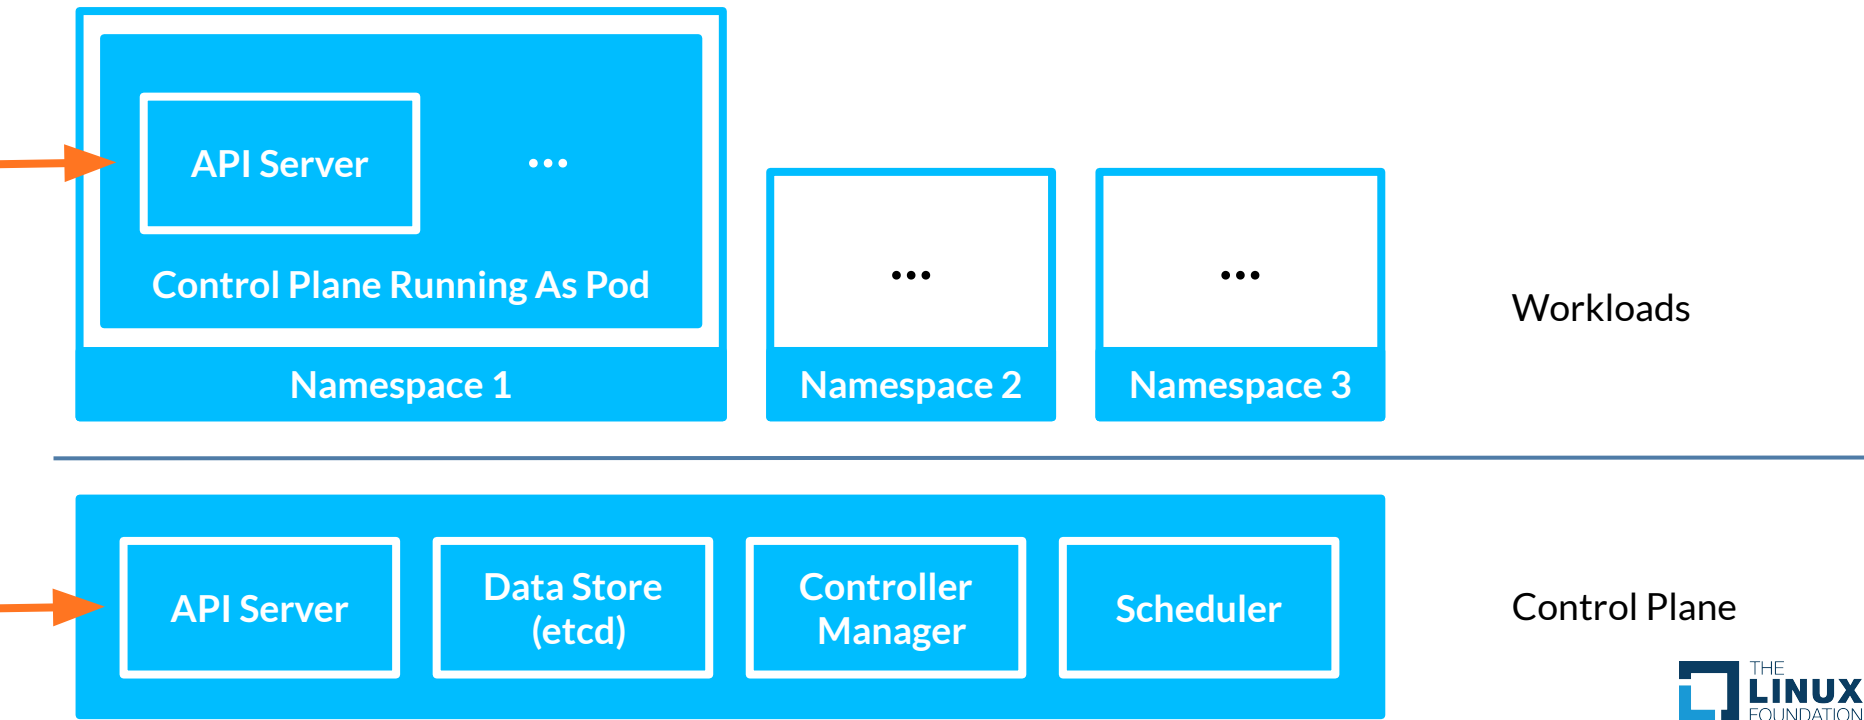 API Server
...
Control Plane Running As Pod
Namespace 1
...
Namespace 2
...
Namespace 3
Workloads
API Server
Data Store
(etcd)
Controller
Manager
Scheduler
Control Plane
THE
LINUX
FOUNDATION